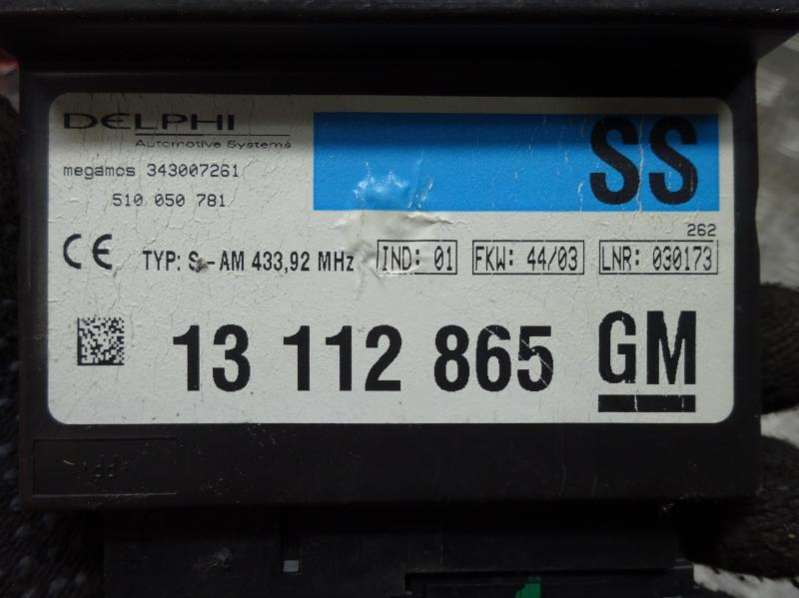 DELPHI
Automotive Systems
SS
megamos 343007261
510 050 781
262
CE TYP: S -AM 433,92 MHz IND: 01 FKW: 44/03 LNR: 030173
13 112 865 GM